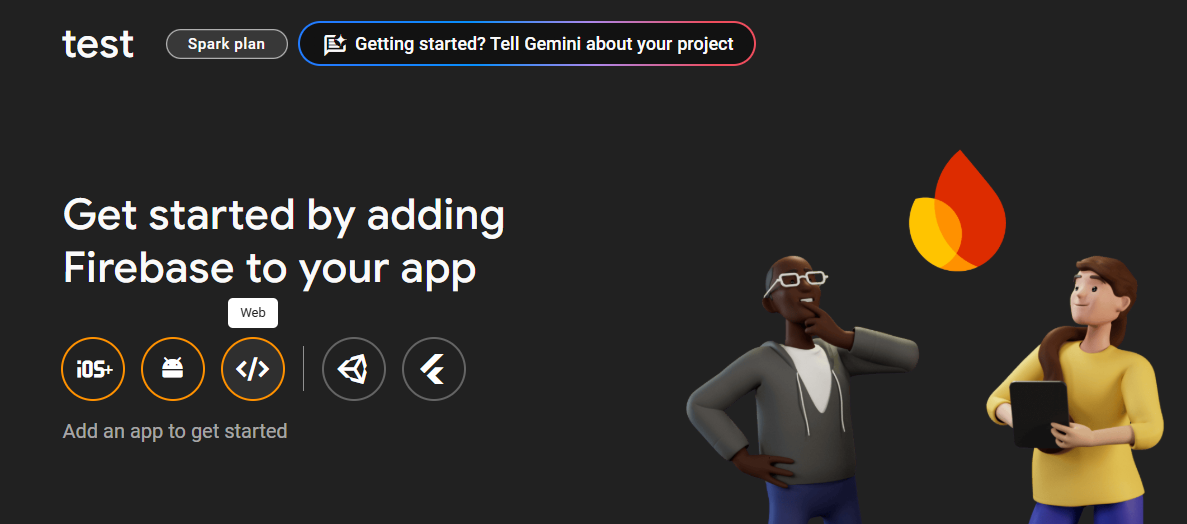 test
Spark plan
Getting started? Tell Gemini about your project
Get started by adding
Firebase to your app
Web
iOS+
</>
Add an app to get started